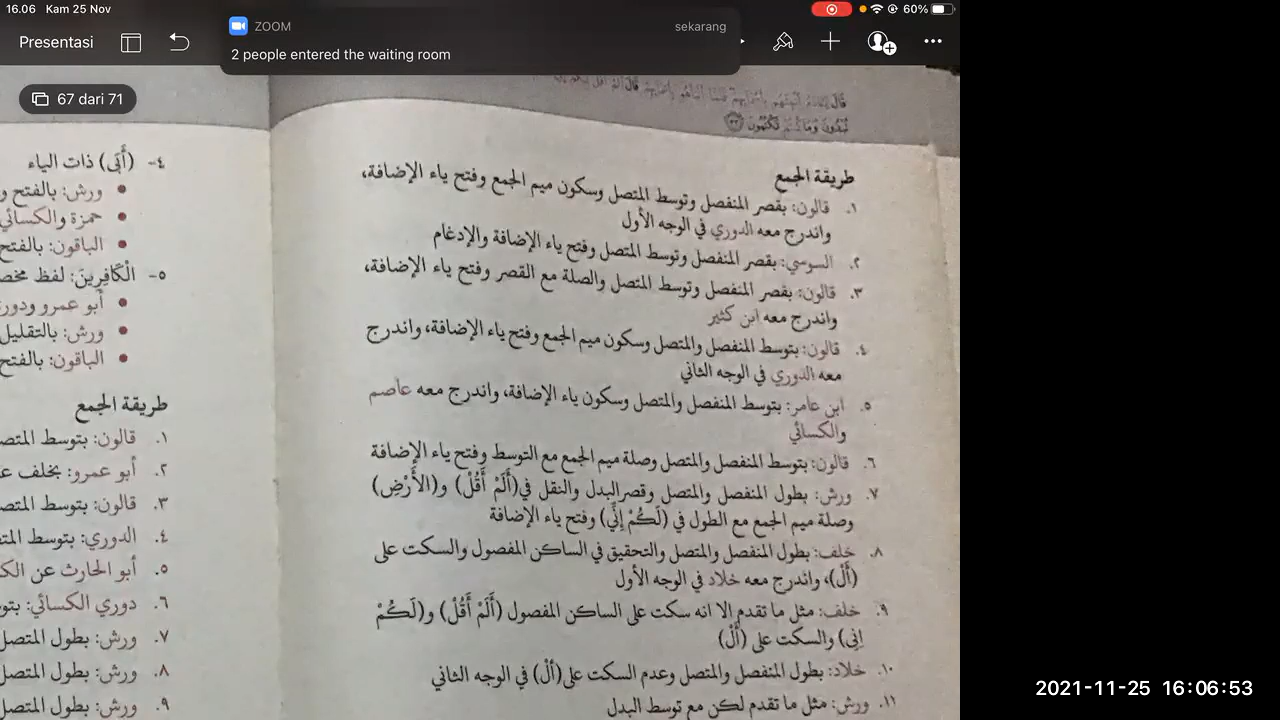 16.06 Kam 25 Nov
60%
ZOOM
sekarang
2 people entered the waiting room
Presentasi
67 dari 71
طريقة الجمع
١. قالون: بقصر المنفصل وتوسط المتصل وسكون ميم الجمع وفتح ياء الإضافة،
واندرج معه الدوري في الوجه الأول
٢. السوسي: بقصر المنفصل وتوسط المتصل وفتح ياء الإضافة والإدغام
٣. قالون: بقصر المنفصل وتوسط المتصل والصلة مع القصر وفتح ياء الإضافة،
واندرج معه ابن كثير
٤. قالون: بتوسط المنفصل والمتصل وسكون ميم الجمع وفتح ياء الإضافة، واندرج
معه الدوري في الوجه الثاني
٥. ابن عامر: بتوسط المنفصل والمتصل وسكون ياء الإضافة، واندرج معه عاصم
والكسائي
٦. قالون: بتوسط المنفصل والمتصل وصلة ميم الجمع مع التوسط وفتح ياء الإضافة
٧. ورش: بطول المنفصل والمتصل وقصر البدل والنقل في (أَلَمْ أَقُلْ) و(الأَرْضِ)
وصلة ميم الجمع مع الطول في (لَكُمْ إِنِّي) وفتح ياء الإضافة
٨. خلف: بطول المنفصل والمتصل والتحقيق في الساكن المفصول والسكت على
(أَلْ)، واندرج معه خلاد في الوجه الأول
٩. خلف: مثل ما تقدم إلا انه سكت على الساكن المفصول (أَلَمْ أَقُلْ) و(لَكُمْ
إني) والسكت على (أَلْ)
١٠. خلاد: بطول المنفصل والمتصل وعدم السكت على (ألْ) في الوجه الثاني
١١. ورش: مثل ما تقدم لكن مع توسط البدل
٤- (أَبَى) ذات الياء
ورش: بالفتح و
حمزة والكسائي
الباقون: بالفتح
٥- الْكَافِرِينَ: لفظ مخص
أبو عمرو ودور
ورش: بالتقليل
الباقون: بالفتح
طريقة الجمع
١. قالون: بتوسط المتص
٢. أبو عمرو: بخلف ع
٣. قالون: بتوسط المتص
٤. الدوري: بتوسط المت
٥. أبو الحارث عن الك
٦. دوري الكسائي: بتو
٧. ورش: بطول المتصل
٨. ورش: بطول المتصل
٩. ورش: بطول المتصل
2021-11-25 16:06:53